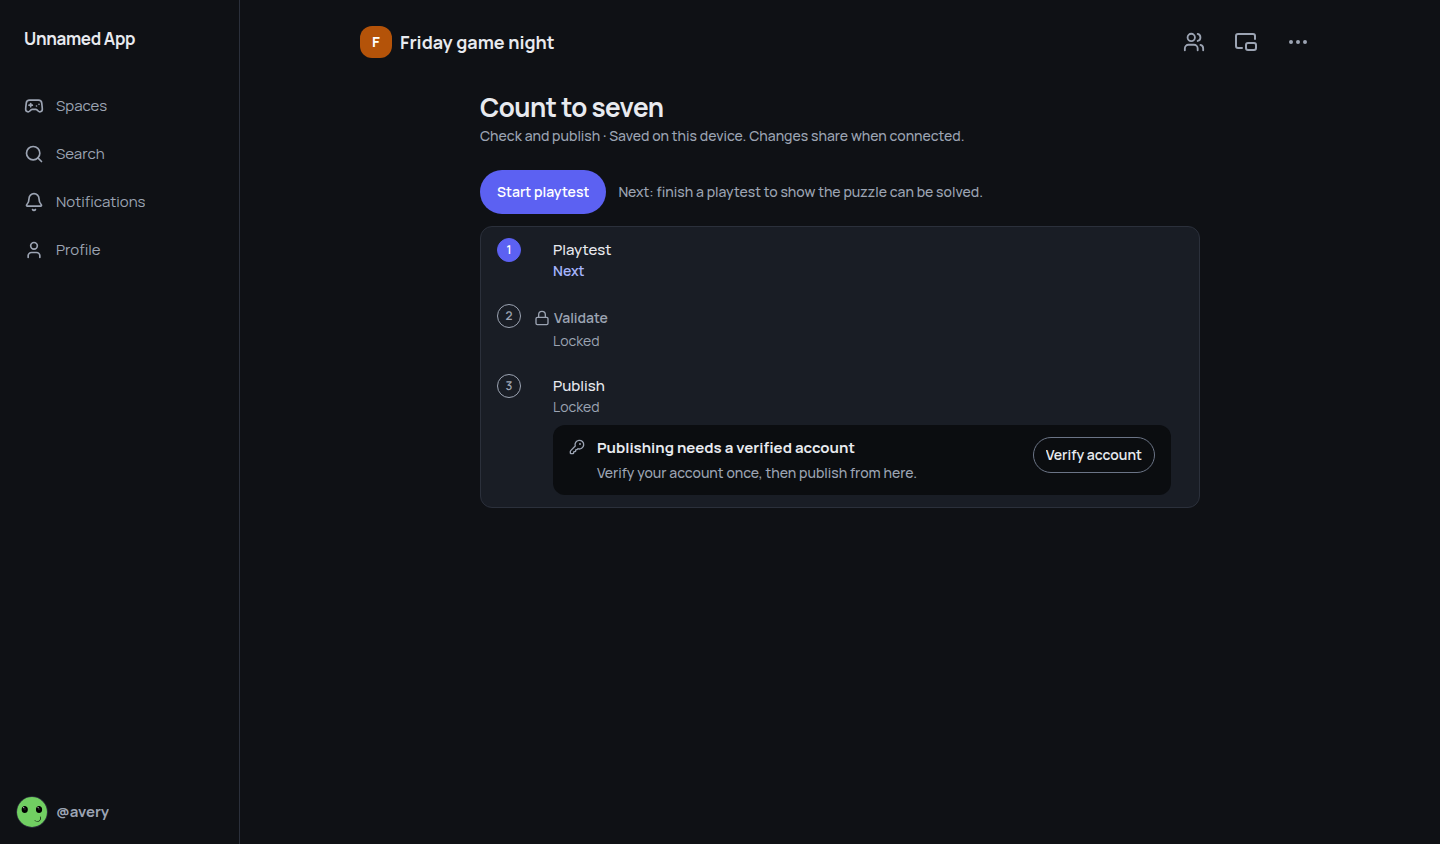 Unnamed App
Spaces
Search
Notifications
Profile
@avery
F
Friday game night
Count to seven
Check and publish · Saved on this device. Changes share when connected.
Start playtest
Next: finish a playtest to show the puzzle can be solved.
1
Playtest
Next
2
Validate
Locked
3
Publish
Locked
Publishing needs a verified account
Verify your account once, then publish from here.
Verify account